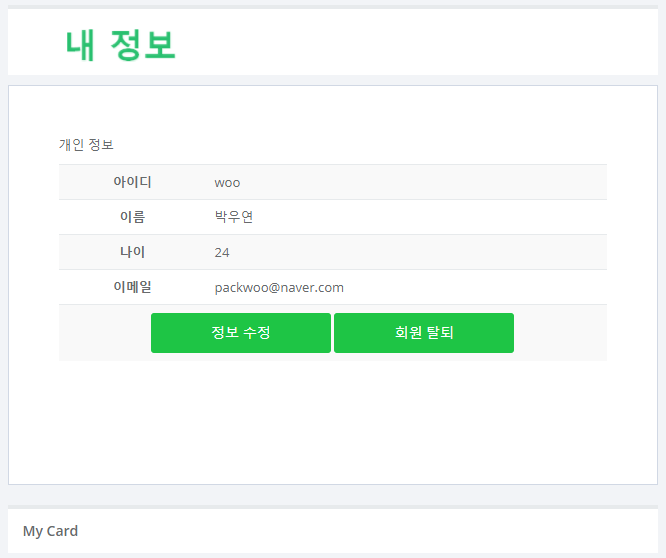 내 정보
개인 정보
아이디 woo
이름 박우연
나이 24
이메일 packwoo@naver.com
정보 수정 회원 탈퇴
My Card